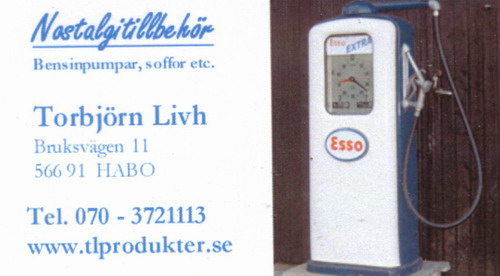 Nostalgitillbehör
Bensinpumpar, soffor etc.
Torbjörn Livh
Bruksvägen 11
566 91 HABO
Tel. 070 - 3721113
www.tlprodukter.se
Esso
EXTRA
Esso